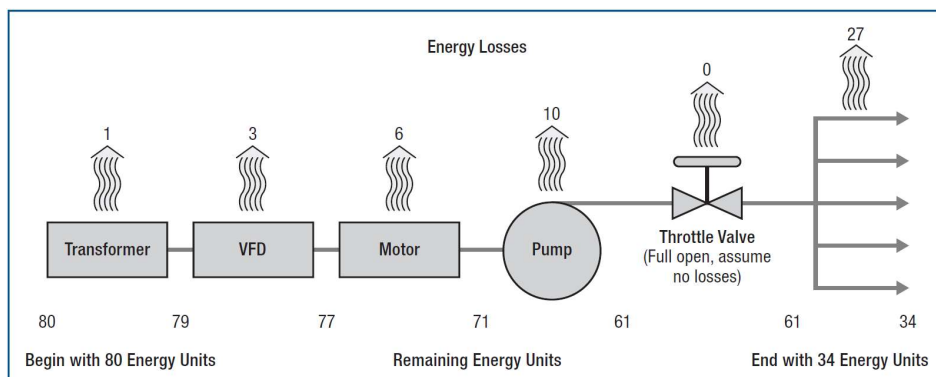 Energy Losses
27
0
10
1
3
6
Transformer
VFD
Motor
Pump
Throttle Valve
(Full open, assume
no losses)
80
79
77
71
61
61
34
Begin with 80 Energy Units
Remaining Energy Units
End with 34 Energy Units